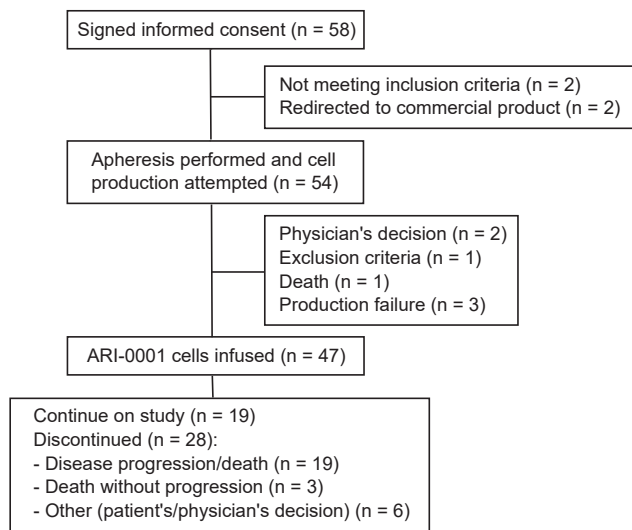 Signed informed consent (n = 58)
Not meeting inclusion criteria (n = 2)
Redirected to commercial product (n = 2)
Apheresis performed and cell
production attempted (n = 54)
Physician's decision (n = 2)
Exclusion criteria (n = 1)
Death (n = 1)
Production failure (n = 3)
ARI-0001 cells infused (n = 47)
Continue on study (n = 19)
Discontinued (n = 28):
- Disease progression/death (n = 19)
- Death without progression (n = 3)
- Other (patient's/physician's decision) (n = 6)